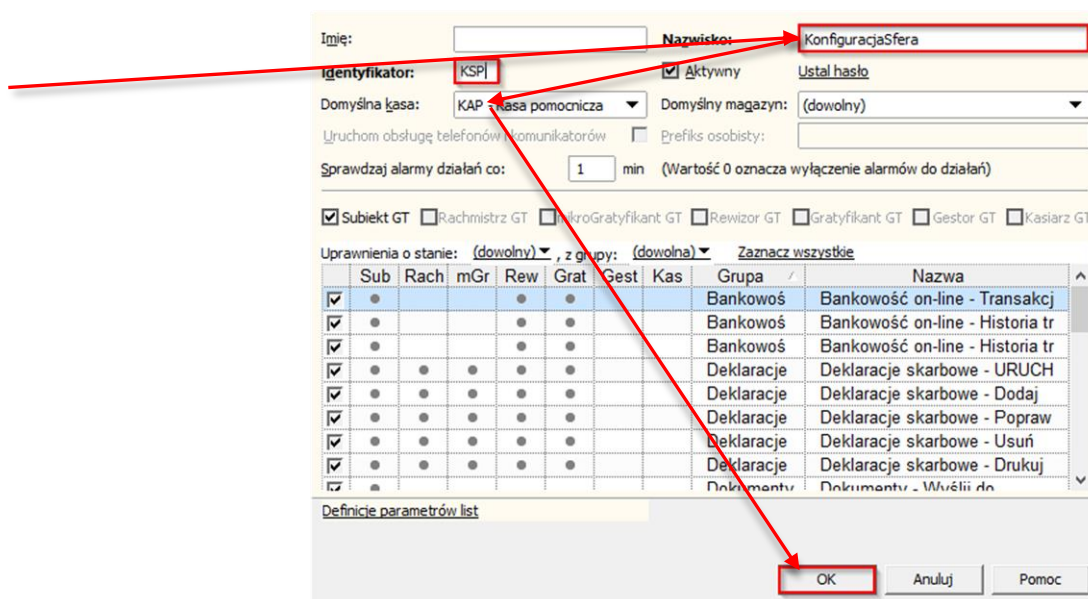 Imię: Nazwisko: KonfiguracjaSfera
Identyfikator: KSP Aktywny Ustal hasło
Domyślna kasa: KAP - Kasa pomocnicza Domyślny magazyn: (dowolny)
Uruchom obsługę telefonów i komunikatorów Prefiks osobisty:
Sprawdzaj alarmy działań co: 1 min (Wartość 0 oznacza wyłączenie alarmów do działań)
Subiekt GT Rachmistrz GT mikroGratyfikant GT Rewizor GT Gratyfikant GT Gestor GT Kasiarz GT
Uprawnienia o stanie: (dowolny) , z grupy: (dowolna) Zaznacz wszystkie
Sub Rach mGr Rew Grat Gest Kas Grupa Nazwa
Bankowoś Bankowość on-line - Transakcj
Bankowoś Bankowość on-line - Historia tr
Bankowoś Bankowość on-line - Historia tr
Deklaracje Deklaracje skarbowe - URUCH
Deklaracje Deklaracje skarbowe - Dodaj
Deklaracje Deklaracje skarbowe - Popraw
Deklaracje Deklaracje skarbowe - Usuń
Deklaracje Deklaracje skarbowe - Drukuj
Dokumenty Dokumenty - Wyślij do
Definicje parametrów list
OK Anuluj Pomoc